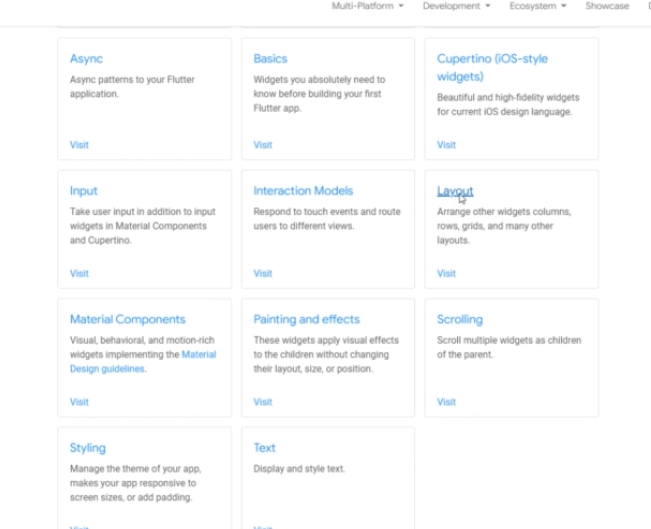 Multi-Platform Development Ecosystem Showcase
Async
Async patterns to your Flutter
application.
Visit
Basics
Widgets you absolutely need to
know before building your first
Flutter app.
Visit
Cupertino (iOS-style
widgets)
Beautiful and high-fidelity widgets
for current iOS design language.
Visit
Input
Take user input in addition to input
widgets in Material Components
and Cupertino.
Visit
Interaction Models
Respond to touch events and route
users to different views.
Visit
Layout
Arrange other widgets columns,
rows, grids, and many other
layouts.
Visit
Material Components
Visual, behavioral, and motion-rich
widgets implementing the Material
Design guidelines.
Visit
Painting and effects
These widgets apply visual effects
to the children without changing
their layout, size, or position.
Visit
Scrolling
Scroll multiple widgets as children
of the parent.
Visit
Styling
Manage the theme of your app,
makes your app responsive to
screen sizes, or add padding.
Visit
Text
Display and style text.
Visit